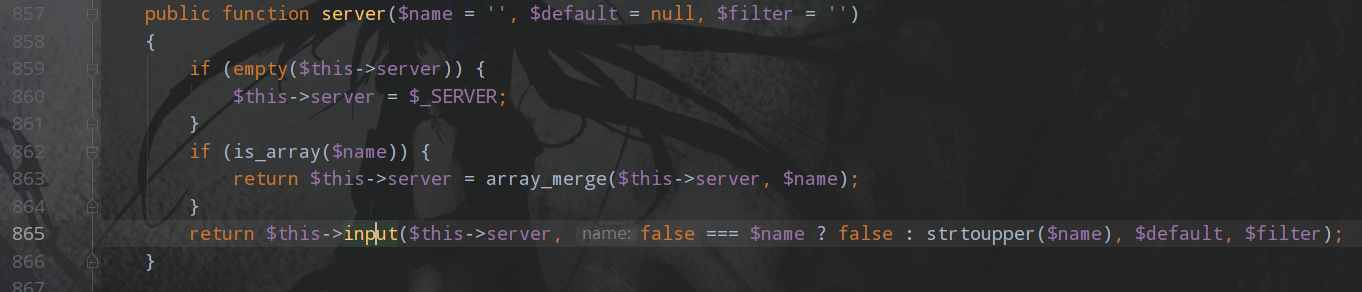 857 public function server($name = '', $default = null, $filter = '')
858 {
859 if (empty($this->server)) {
860 $this->server = $_SERVER;
861 }
862 if (is_array($name)) {
863 return $this->server = array_merge($this->server, $name);
864 }
865 return $this->input($this->server, name: false === $name ? false : strtoupper($name), $default, $filter);
866 }
867